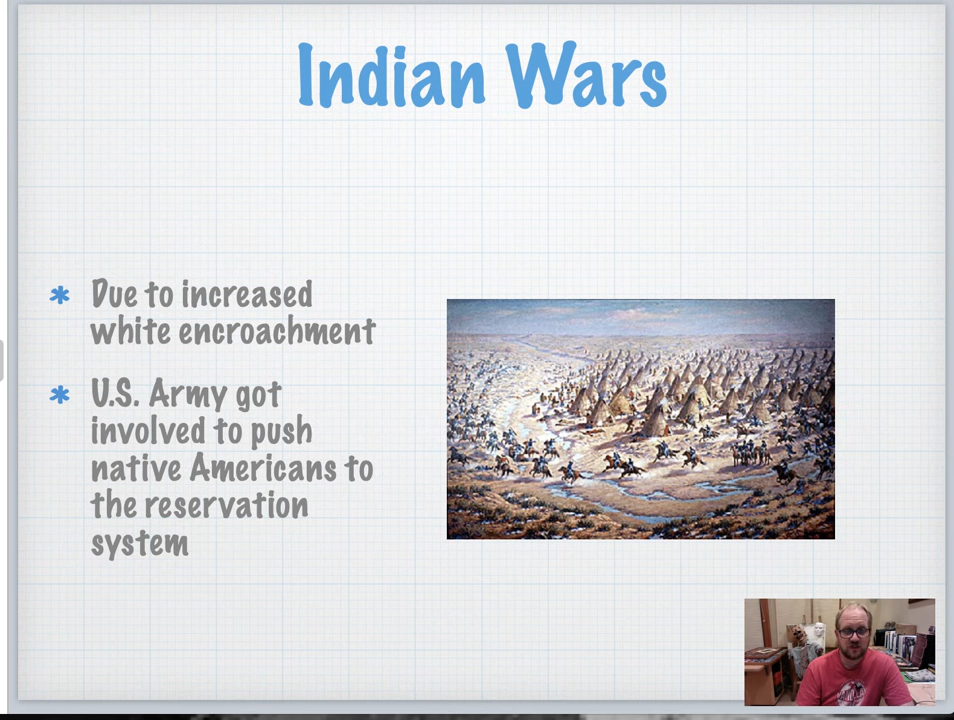 Indian Wars
* Due to increased
white encroachment
* U.S. Army got
involved to push
native Americans to
the reservation
system